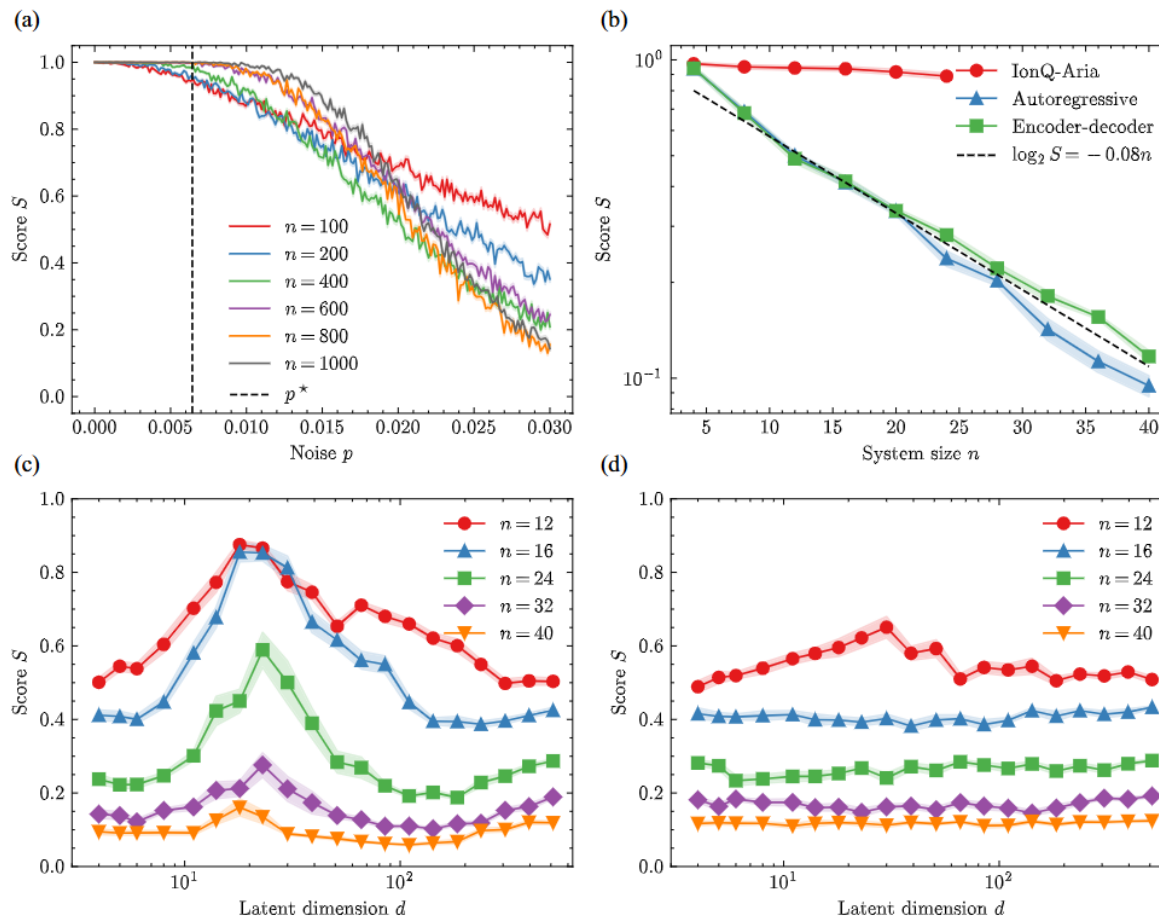 (a)
1.0
0.8
0.6
0.4
0.2
0.0
Score S
n = 100
n = 200
n = 400
n = 600
n = 800
n = 1000
p⋆
0.000 0.005 0.010 0.015 0.020 0.025 0.030
Noise p
(b)
10⁰
10⁻¹
Score S
IonQ-Aria
Autoregressive
Encoder-decoder
log₂ S = −0.08n
5 10 15 20 25 30 35 40
System size n
(c)
1.0
0.8
0.6
0.4
0.2
0.0
Score S
n = 12
n = 16
n = 24
n = 32
n = 40
10¹ 10²
Latent dimension d
(d)
1.0
0.8
0.6
0.4
0.2
0.0
Score S
n = 12
n = 16
n = 24
n = 32
n = 40
10¹ 10²
Latent dimension d